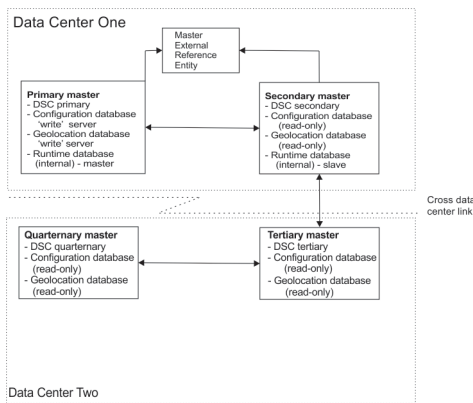 Data Center One
Master
External
Reference
Entity
Primary master
- DSC primary
- Configuration database
'write' server
- Geolocation database
'write' server
- Runtime database
(internal) - master
Secondary master
- DSC secondary
- Configuration database
(read-only)
- Geolocation database
(read-only)
- Runtime database
(internal) - slave
Cross data
center link
Quarternary master
- DSC quarternary
- Configuration database
(read-only)
- Geolocation database
(read-only)
Tertiary master
- DSC tertiary
- Configuration database
(read-only)
- Geolocation database
(read-only)
Data Center Two